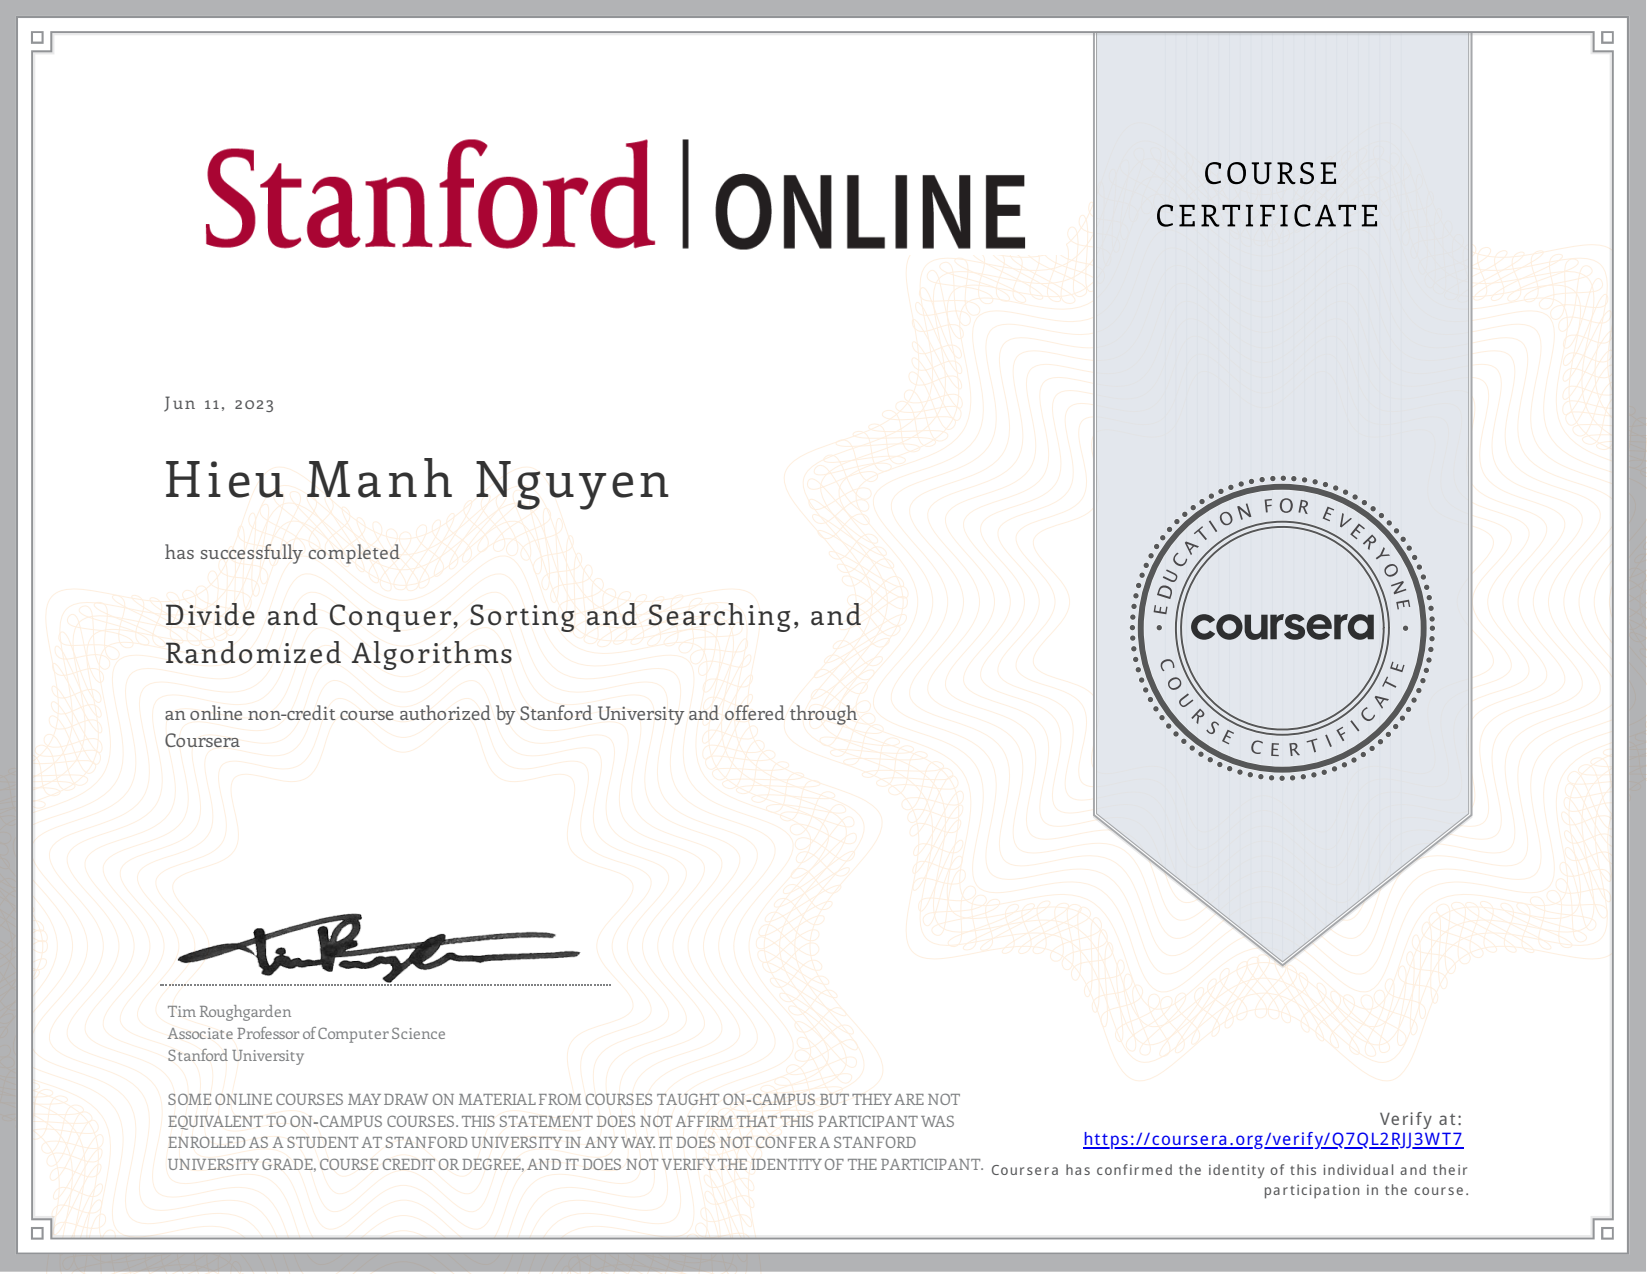 Stanford | ONLINE
COURSE
CERTIFICATE
Jun 11, 2023
Hieu Manh Nguyen
has successfully completed
Divide and Conquer, Sorting and Searching, and
Randomized Algorithms
an online non-credit course authorized by Stanford University and offered through
Coursera
EDUCATION FOR EVERYONE
coursera
COURSE CERTIFICATE
Tim Roughgarden
Associate Professor of Computer Science
Stanford University
SOME ONLINE COURSES MAY DRAW ON MATERIAL FROM COURSES TAUGHT ON-CAMPUS BUT THEY ARE NOT
EQUIVALENT TO ON-CAMPUS COURSES. THIS STATEMENT DOES NOT AFFIRM THAT THIS PARTICIPANT WAS
ENROLLED AS A STUDENT AT STANFORD UNIVERSITY IN ANY WAY. IT DOES NOT CONFER A STANFORD
UNIVERSITY GRADE, COURSE CREDIT OR DEGREE, AND IT DOES NOT VERIFY THE IDENTITY OF THE PARTICIPANT.
Verify at:
https://coursera.org/verify/Q7QL2RJJ3WT7
Coursera has confirmed the identity of this individual and their
participation in the course.